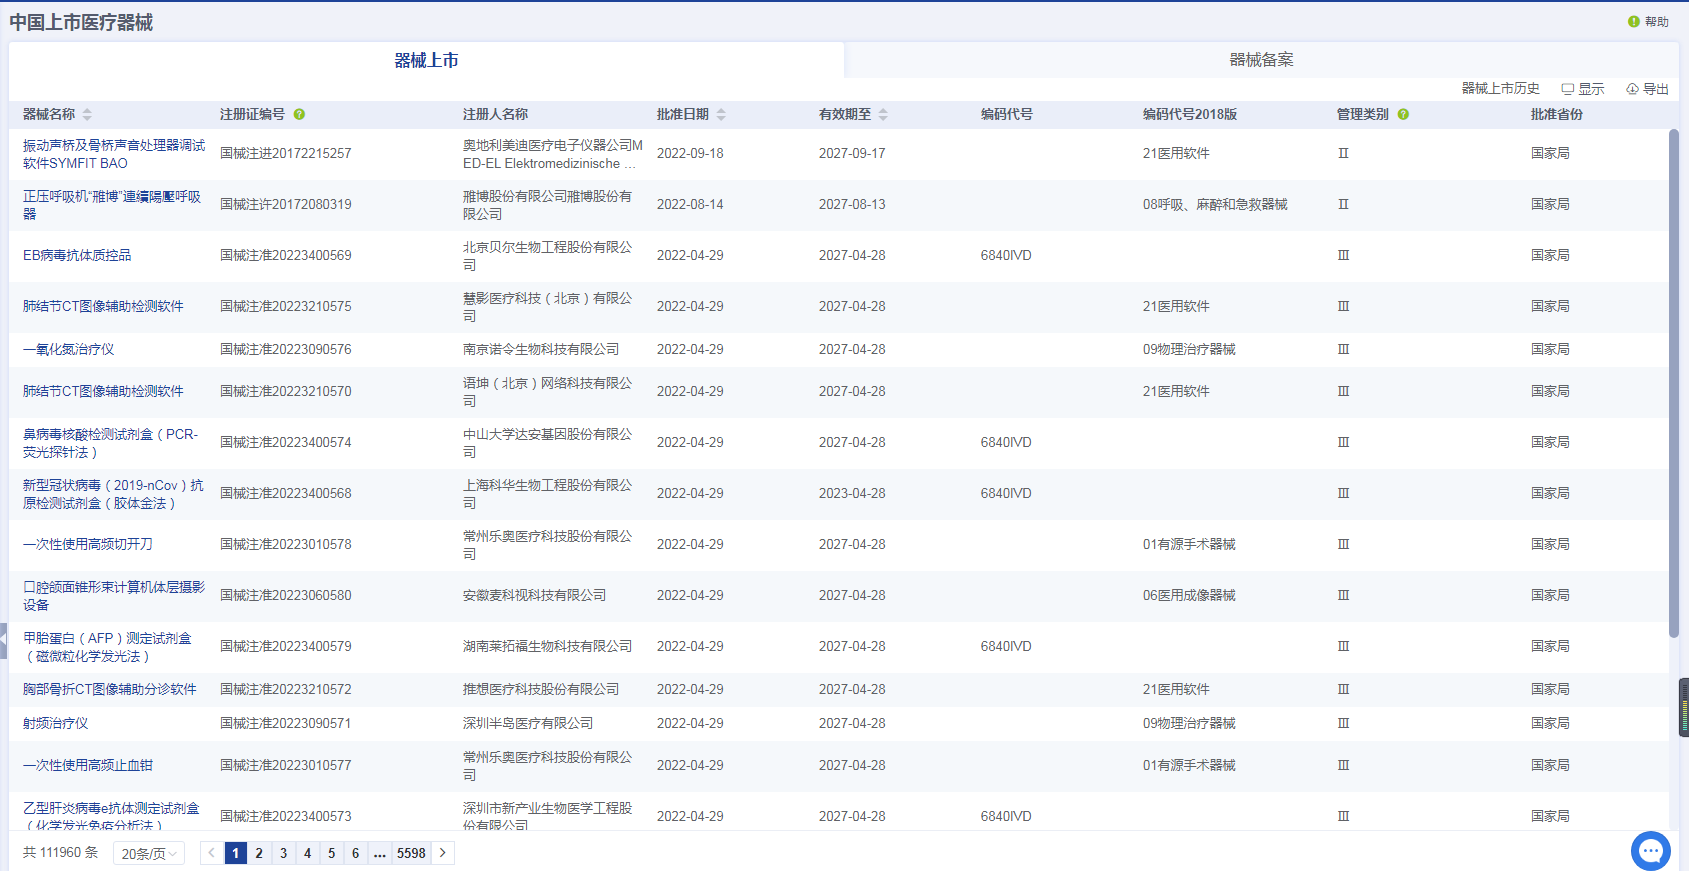 中国上市医疗器械
帮助
器械上市 器械备案
器械上市历史 显示 导出
器械名称 注册证编号 注册人名称 批准日期 有效期至 编码代号 编码代号2018版 管理类别 批准省份
振动声桥及骨桥声音处理器调试软件SYMFIT BAO 国械注进20172215257 奥地利美迪医疗电子仪器公司MED-EL Elektromedizinische ... 2022-09-18 2027-09-17 21医用软件 Ⅱ 国家局
正压呼吸机“雃博”連續陽壓呼吸器 国械注许20172080319 雃博股份有限公司雃博股份有限公司 2022-08-14 2027-08-13 08呼吸、麻醉和急救器械 Ⅱ 国家局
EB病毒抗体质控品 国械注准20223400569 北京贝尔生物工程股份有限公司 2022-04-29 2027-04-28 6840IVD Ⅲ 国家局
肺结节CT图像辅助检测软件 国械注准20223210575 慧影医疗科技（北京）有限公司 2022-04-29 2027-04-28 21医用软件 Ⅲ 国家局
一氧化氮治疗仪 国械注准20223090576 南京诺令生物科技有限公司 2022-04-29 2027-04-28 09物理治疗器械 Ⅲ 国家局
肺结节CT图像辅助检测软件 国械注准20223210570 语坤（北京）网络科技有限公司 2022-04-29 2027-04-28 21医用软件 Ⅲ 国家局
鼻病毒核酸检测试剂盒（PCR-荧光探针法） 国械注准20223400574 中山大学达安基因股份有限公司 2022-04-29 2027-04-28 6840IVD Ⅲ 国家局
新型冠状病毒（2019-nCov）抗原检测试剂盒（胶体金法） 国械注准20223400568 上海科华生物工程股份有限公司 2022-04-29 2023-04-28 6840IVD Ⅲ 国家局
一次性使用高频切开刀 国械注准20223010578 常州乐奥医疗科技股份有限公司 2022-04-29 2027-04-28 01有源手术器械 Ⅲ 国家局
口腔颌面锥形束计算机体层摄影设备 国械注准20223060580 安徽麦科视科技有限公司 2022-04-29 2027-04-28 06医用成像器械 Ⅲ 国家局
甲胎蛋白（AFP）测定试剂盒（磁微粒化学发光法） 国械注准20223400579 湖南莱拓福生物科技有限公司 2022-04-29 2027-04-28 6840IVD Ⅲ 国家局
胸部骨折CT图像辅助分诊软件 国械注准20223210572 推想医疗科技股份有限公司 2022-04-29 2027-04-28 21医用软件 Ⅲ 国家局
射频治疗仪 国械注准20223090571 深圳半岛医疗有限公司 2022-04-29 2027-04-28 09物理治疗器械 Ⅲ 国家局
一次性使用高频止血钳 国械注准20223010577 常州乐奥医疗科技股份有限公司 2022-04-29 2027-04-28 01有源手术器械 Ⅲ 国家局
乙型肝炎病毒e抗体测定试剂盒（化学发光免疫分析法） 国械注准20223400573 深圳市新产业生物医学工程股份有限公司 2022-04-29 2027-04-28 6840IVD Ⅲ 国家局
共 111960 条 20条/页 1 2 3 4 5 6 ... 5598